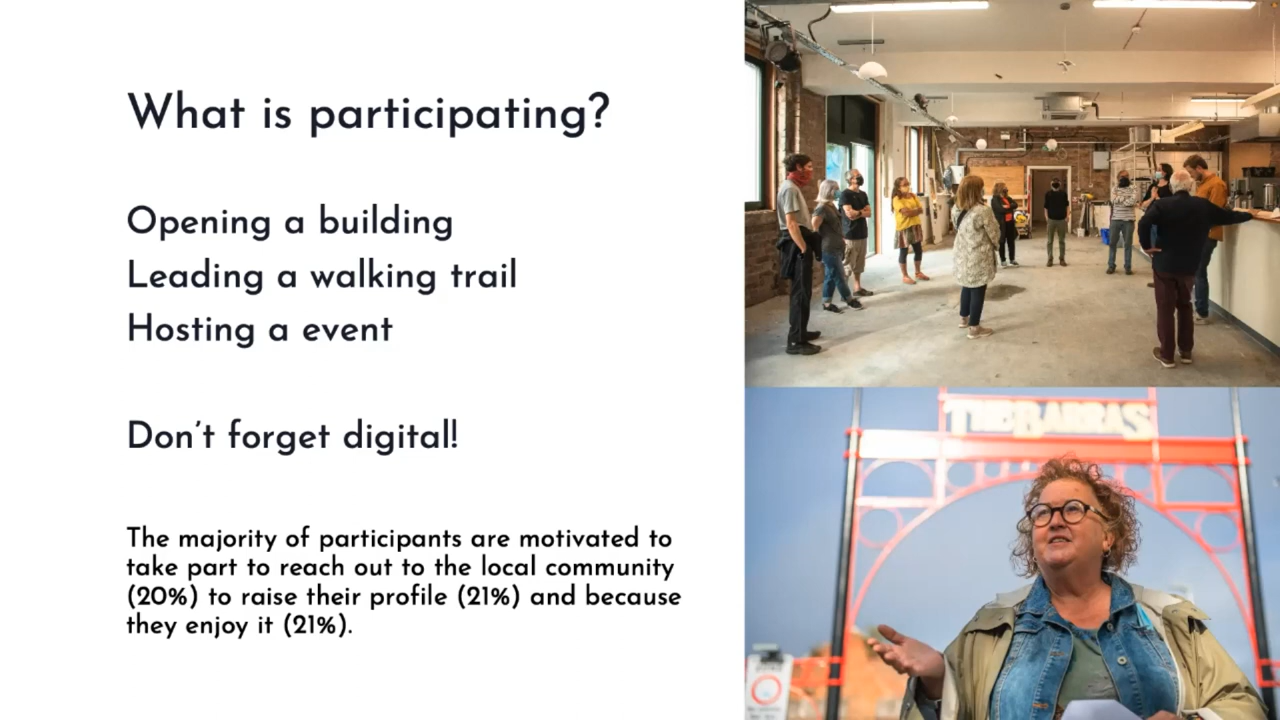 What is participating?
Opening a building
Leading a walking trail
Hosting a event
Don't forget digital!
The majority of participants are motivated to
take part to reach out to the local community
(20%) to raise their profile (21%) and because
they enjoy it (21%).
THE BARRAS